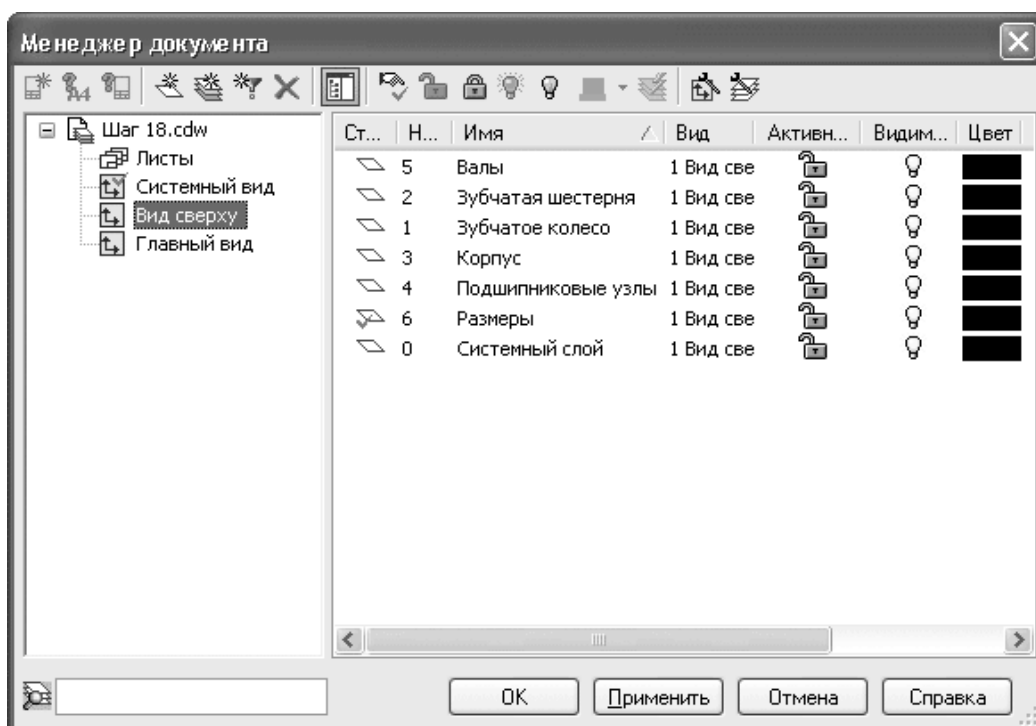 Менеджер документа
Шаг 18.cdw
Листы
Системный вид
Вид сверху
Главный вид
Ст... Н... Имя Вид Активн... Видим... Цвет
5 Валы 1 Вид све
2 Зубчатая шестерня 1 Вид све
1 Зубчатое колесо 1 Вид све
3 Корпус 1 Вид све
4 Подшипниковые узлы 1 Вид све
6 Размеры 1 Вид све
0 Системный слой 1 Вид све
ОК Применить Отмена Справка